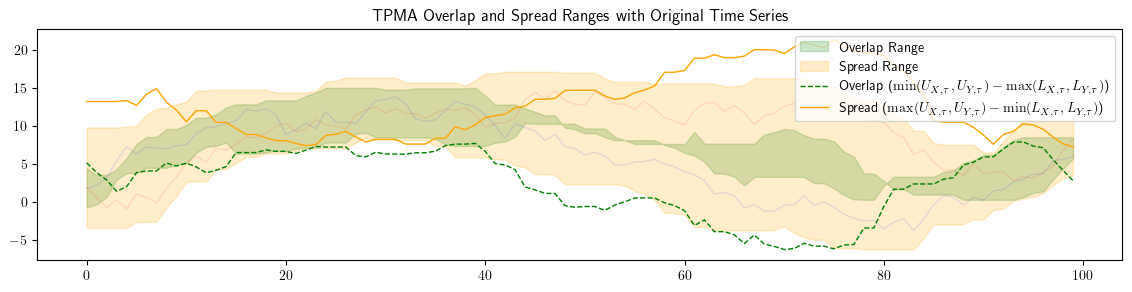 TPMA Overlap and Spread Ranges with Original Time Series
Overlap Range
Spread Range
Overlap (min(U_{X,τ}, U_{Y,τ}) − max(L_{X,τ}, L_{Y,τ}))
Spread (max(U_{X,τ}, U_{Y,τ}) − min(L_{X,τ}, L_{Y,τ}))
20
15
10
5
0
−5
0 20 40 60 80 100